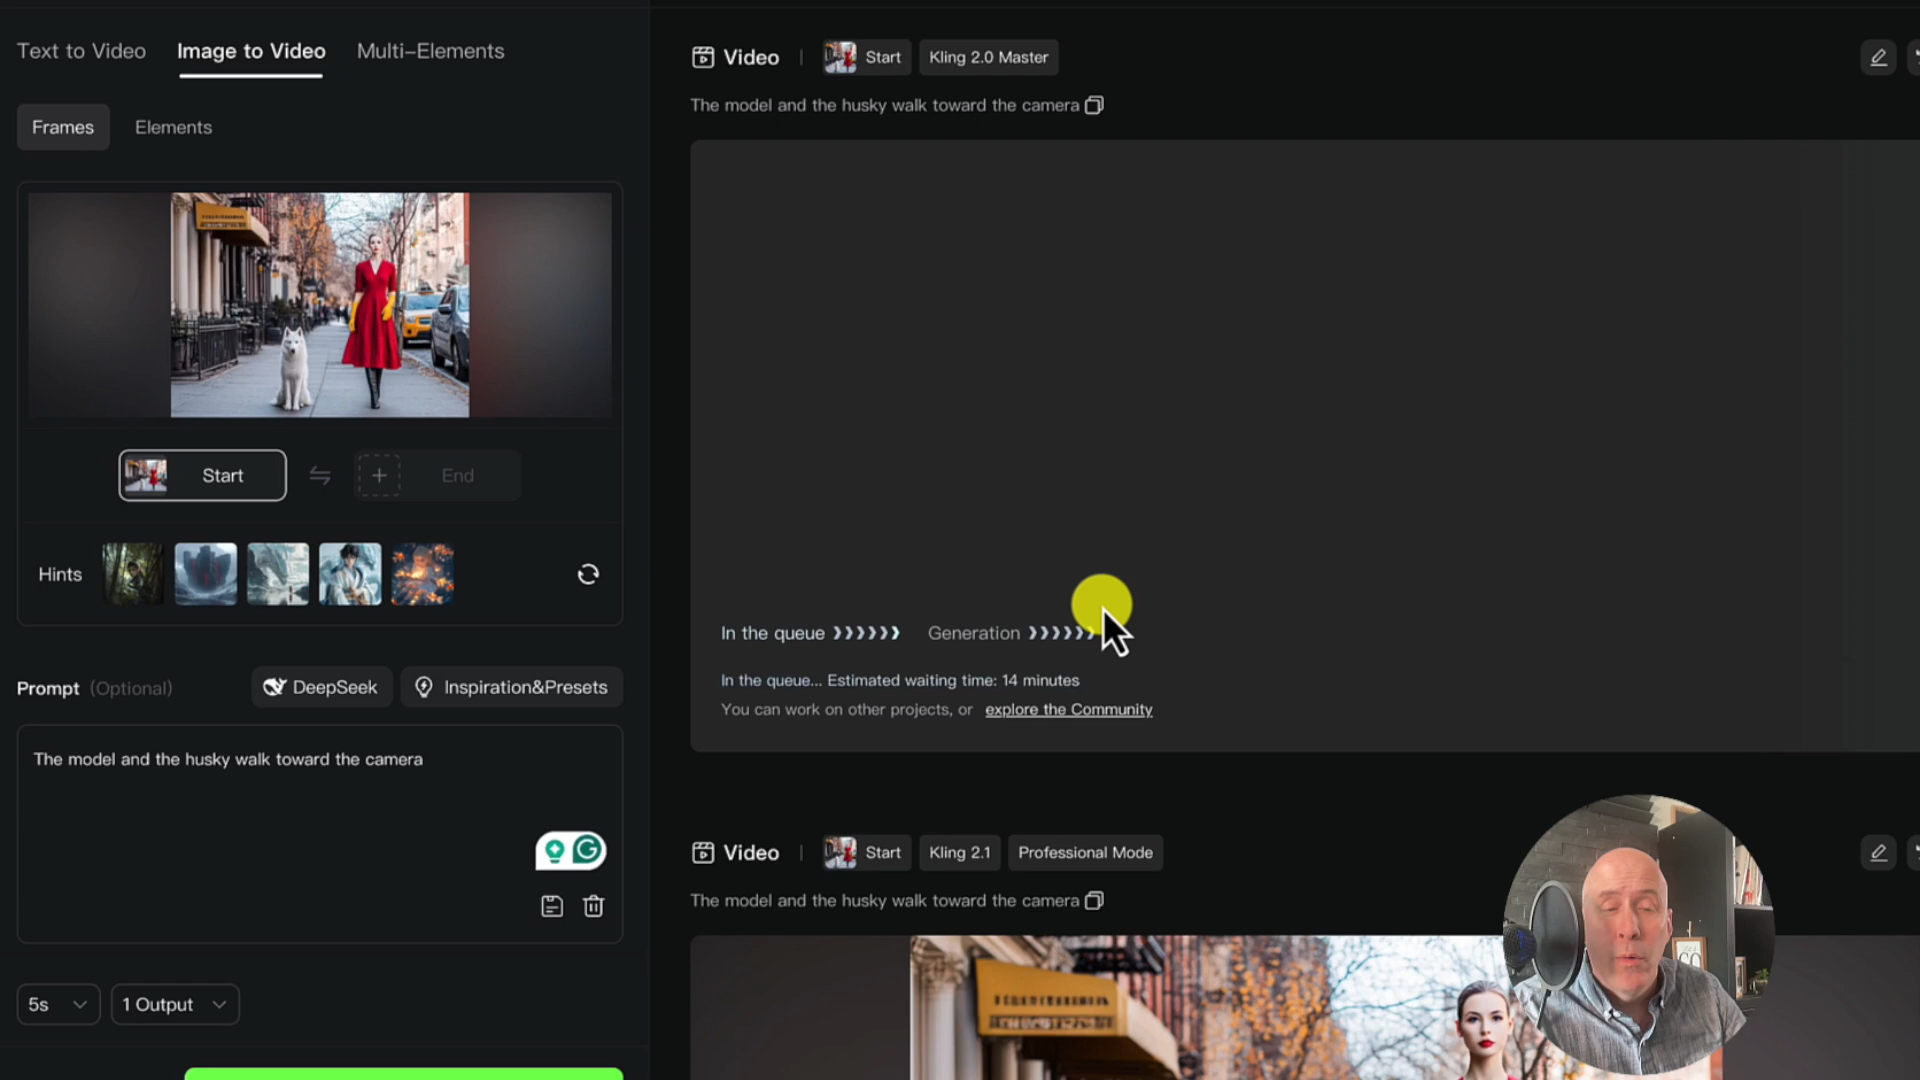 Text to Video
Image to Video
Multi-Elements
Frames
Elements
Start
End
Hints
Prompt (Optional)
DeepSeek
Inspiration&Presets
The model and the husky walk toward the camera
5s
1 Output
Video | Start Kling 2.0 Master
The model and the husky walk toward the camera
In the queue
Generation
In the queue... Estimated waiting time: 14 minutes
You can work on other projects, or explore the Community
Video | Start Kling 2.1 Professional Mode
The model and the husky walk toward the camera